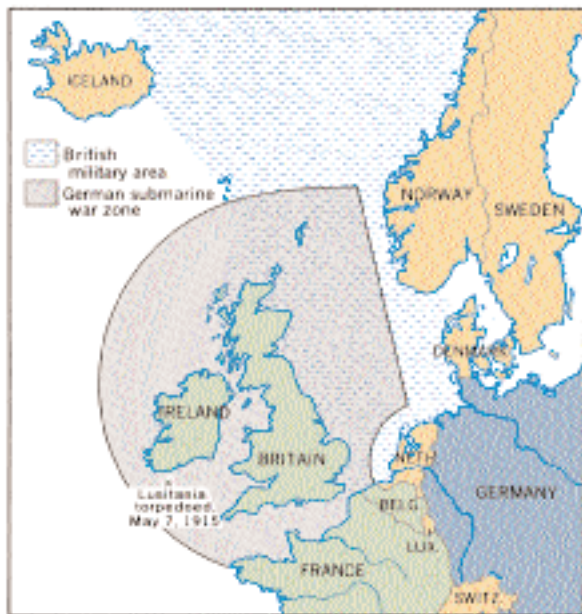 ICELAND
British
military area
German submarine
war zone
NORWAY
SWEDEN
DENMARK
IRELAND
BRITAIN
NETH.
Lusitania
torpedoed,
May 7, 1915
BELG.
GERMANY
LUX.
FRANCE
SWITZ.